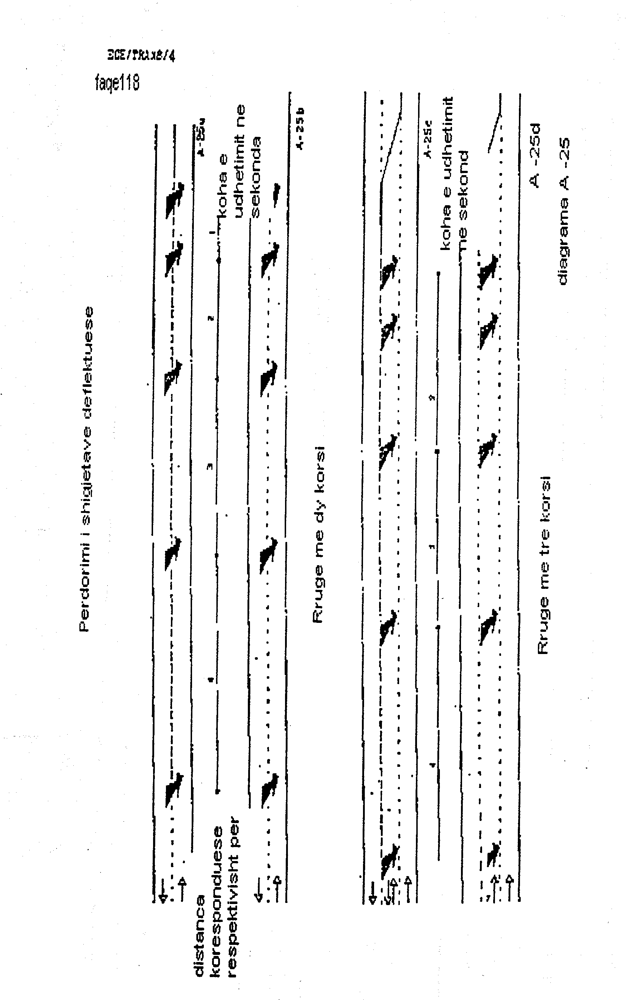 ECE/TRANS/4
faqe118
Perdorimi i shigjetave deflektuese
A-25a
koha e
udhetimit ne
sekonda
1
2
3
4
distanca
koresponduese
respektivisht per
A-25b
Rruge me dy korsi
A-25c
koha e udhetimit
ne sekond
2
3
4
A -25d
Rruge me tre korsi
diagrama A -25